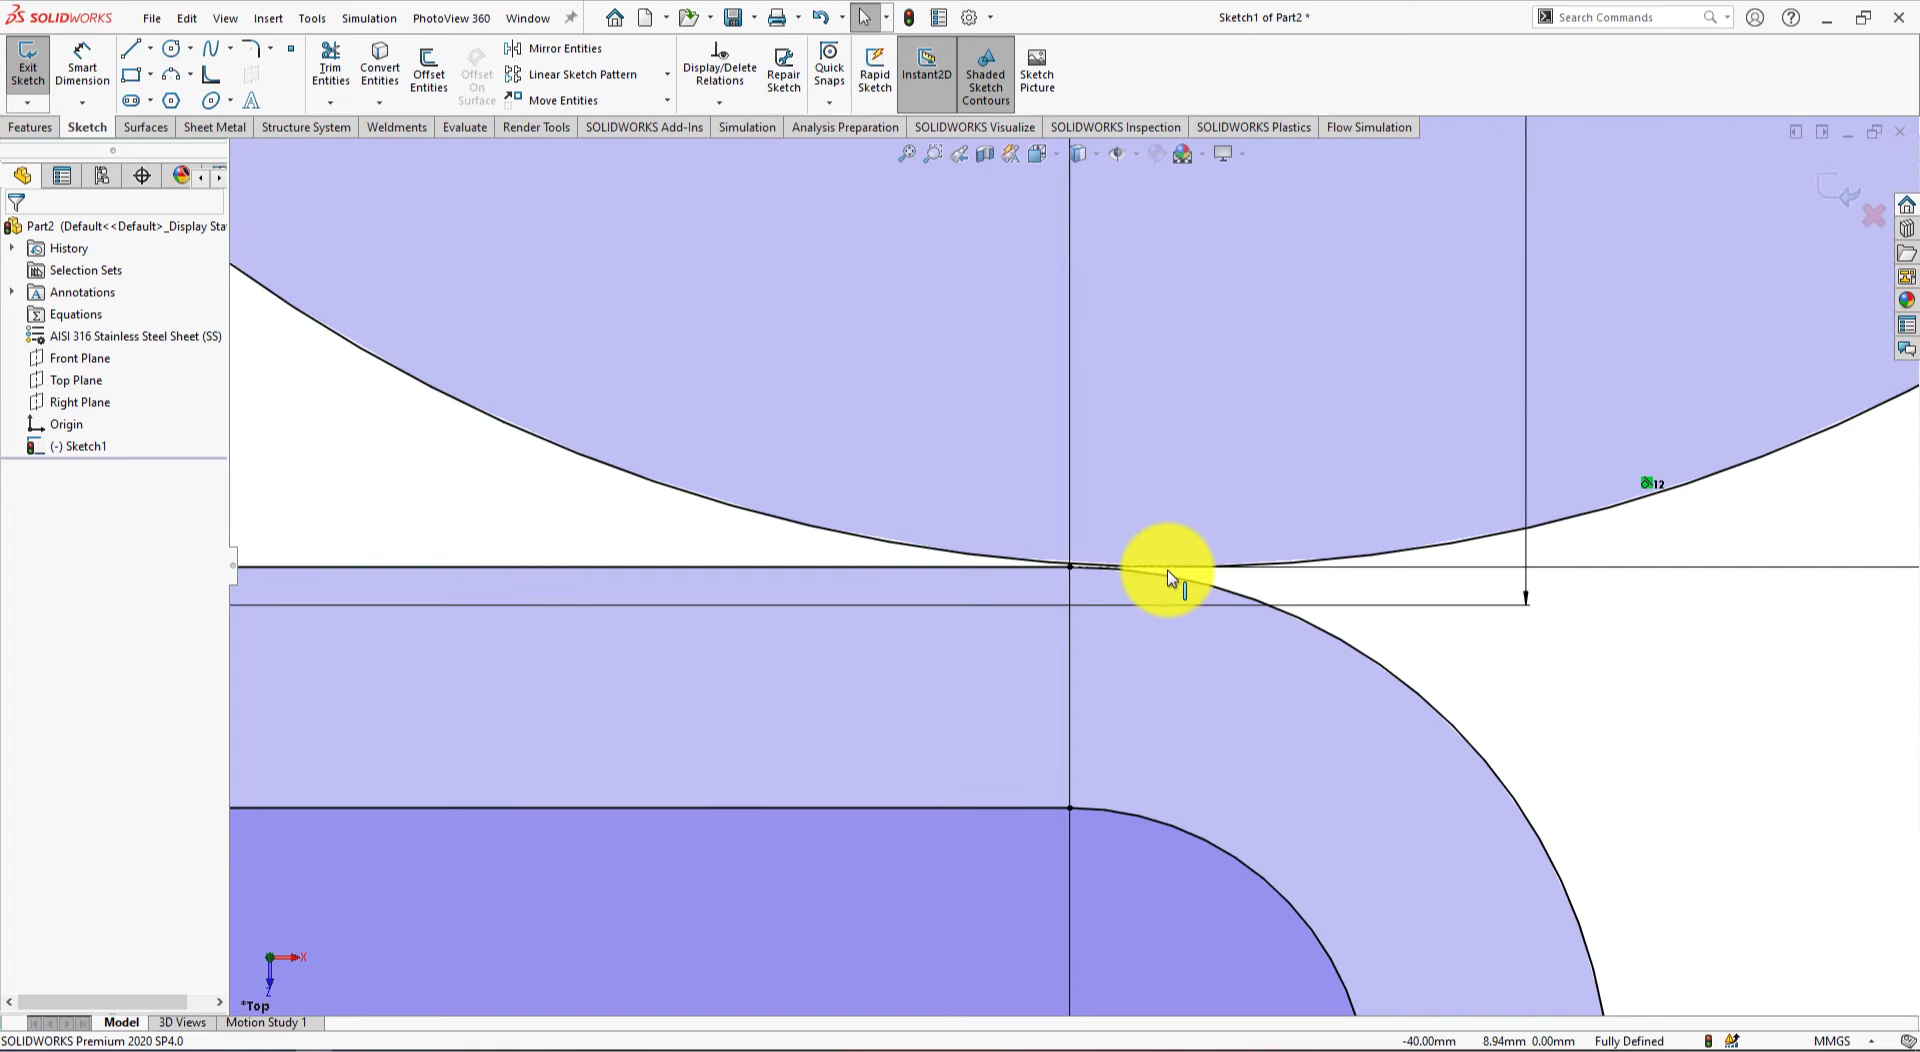 SOLIDWORKS File Edit View Insert Tools Simulation PhotoView 360 Window Sketch1 of Part2 * Search Commands
Exit Sketch
Smart Dimension
Trim Entities
Convert Entities
Offset Entities
Offset On Surface
Mirror Entities
Linear Sketch Pattern
Move Entities
Display/Delete Relations
Repair Sketch
Quick Snaps
Rapid Sketch
Instant2D
Shaded Sketch Contours
Sketch Picture
Features Sketch Surfaces Sheet Metal Structure System Weldments Evaluate Render Tools SOLIDWORKS Add-Ins Simulation Analysis Preparation SOLIDWORKS Visualize SOLIDWORKS Inspection SOLIDWORKS Plastics Flow Simulation
Part2 (Default<<Default>_Display Sta
History
Selection Sets
Annotations
Equations
AISI 316 Stainless Steel Sheet (SS)
Front Plane
Top Plane
Right Plane
Origin
(-) Sketch1
12
X
Z
*Top
Model 3D Views Motion Study 1
SOLIDWORKS Premium 2020 SP4.0 -40.00mm 8.94mm 0.00mm Fully Defined MMGS